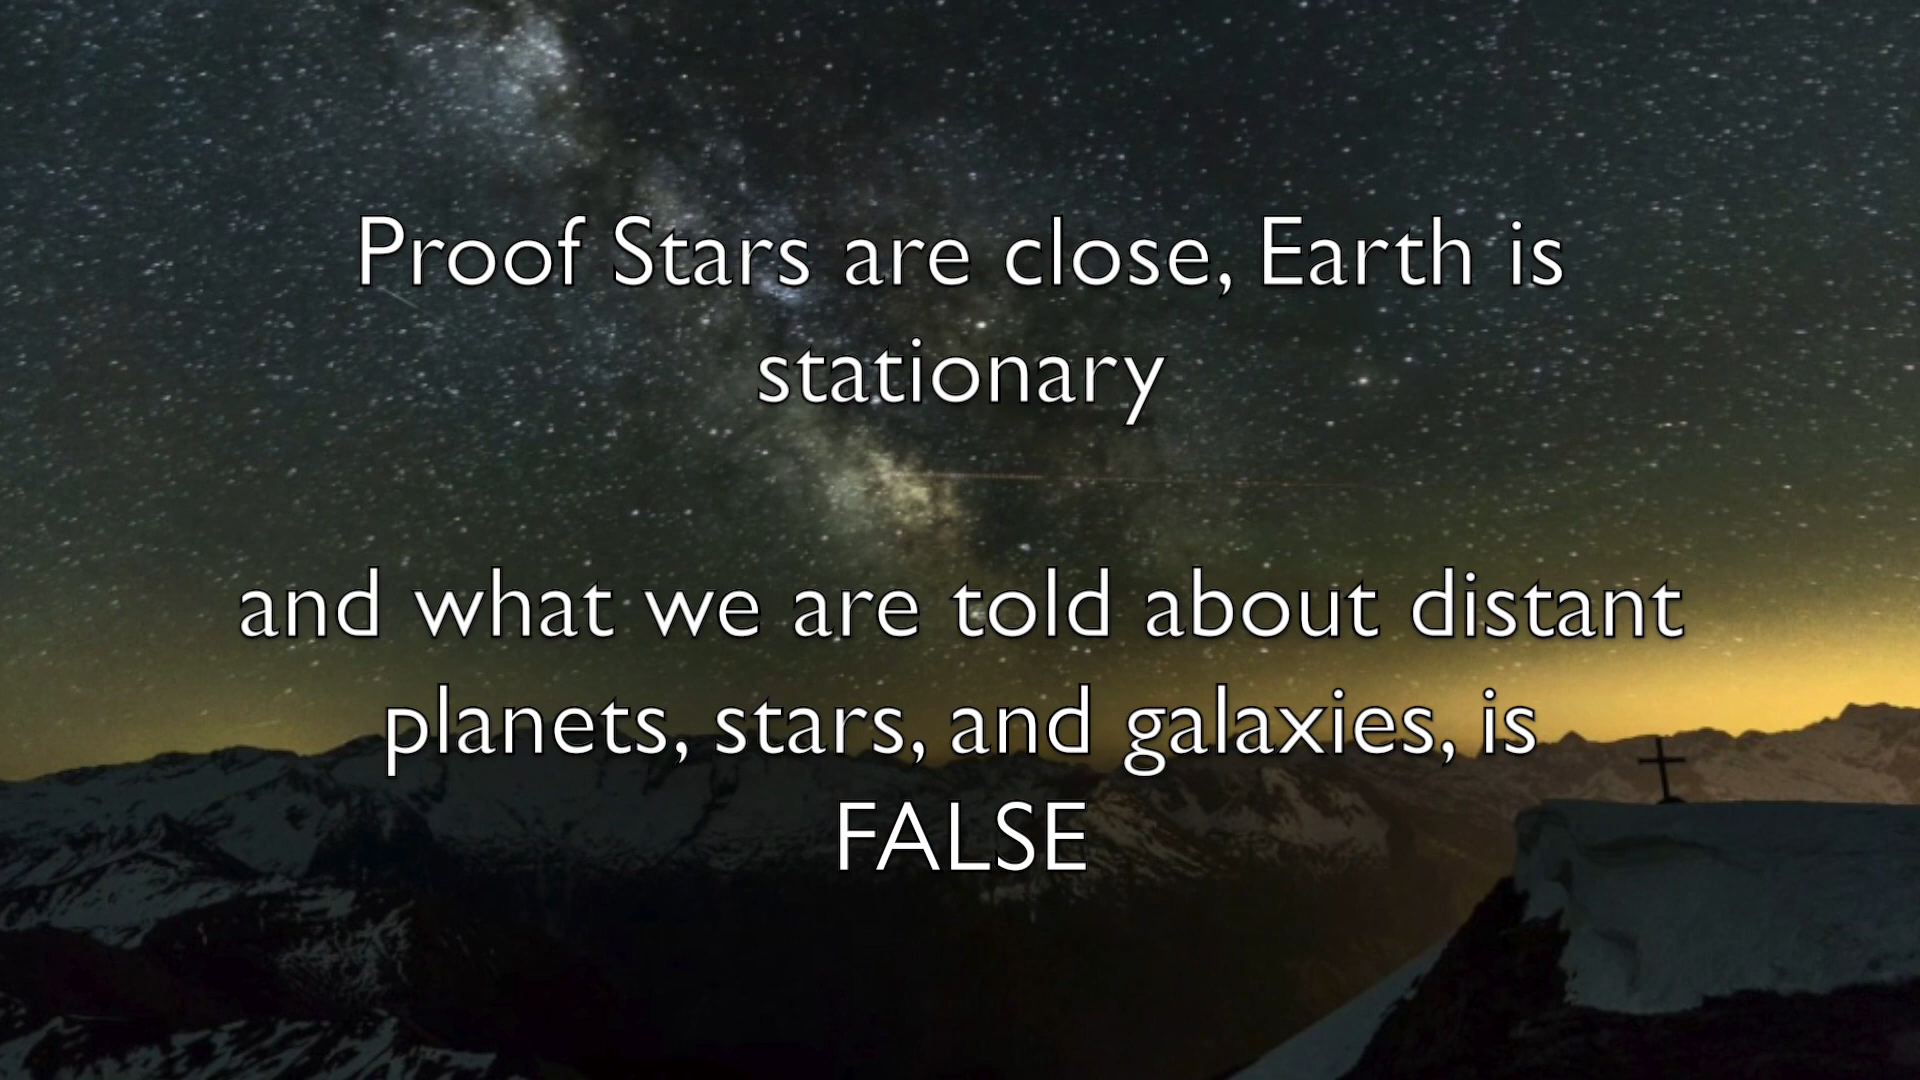 Proof Stars are close, Earth is
stationary
and what we are told about distant
planets, stars, and galaxies, is
FALSE